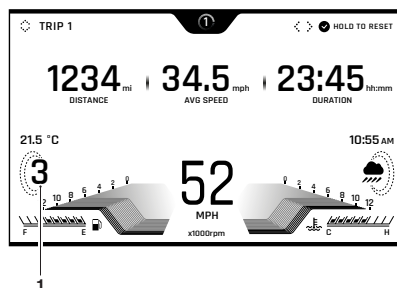 TRIP 1
1
HOLD TO RESET
1234 mi
DISTANCE
34.5 mph
AVG SPEED
23:45 hh:mm
DURATION
21.5 °C
10:55 AM
3
12 10 8 6 4 2 0
52
MPH
x1000rpm
0 2 4 6 8 10 12
F E
C H
1